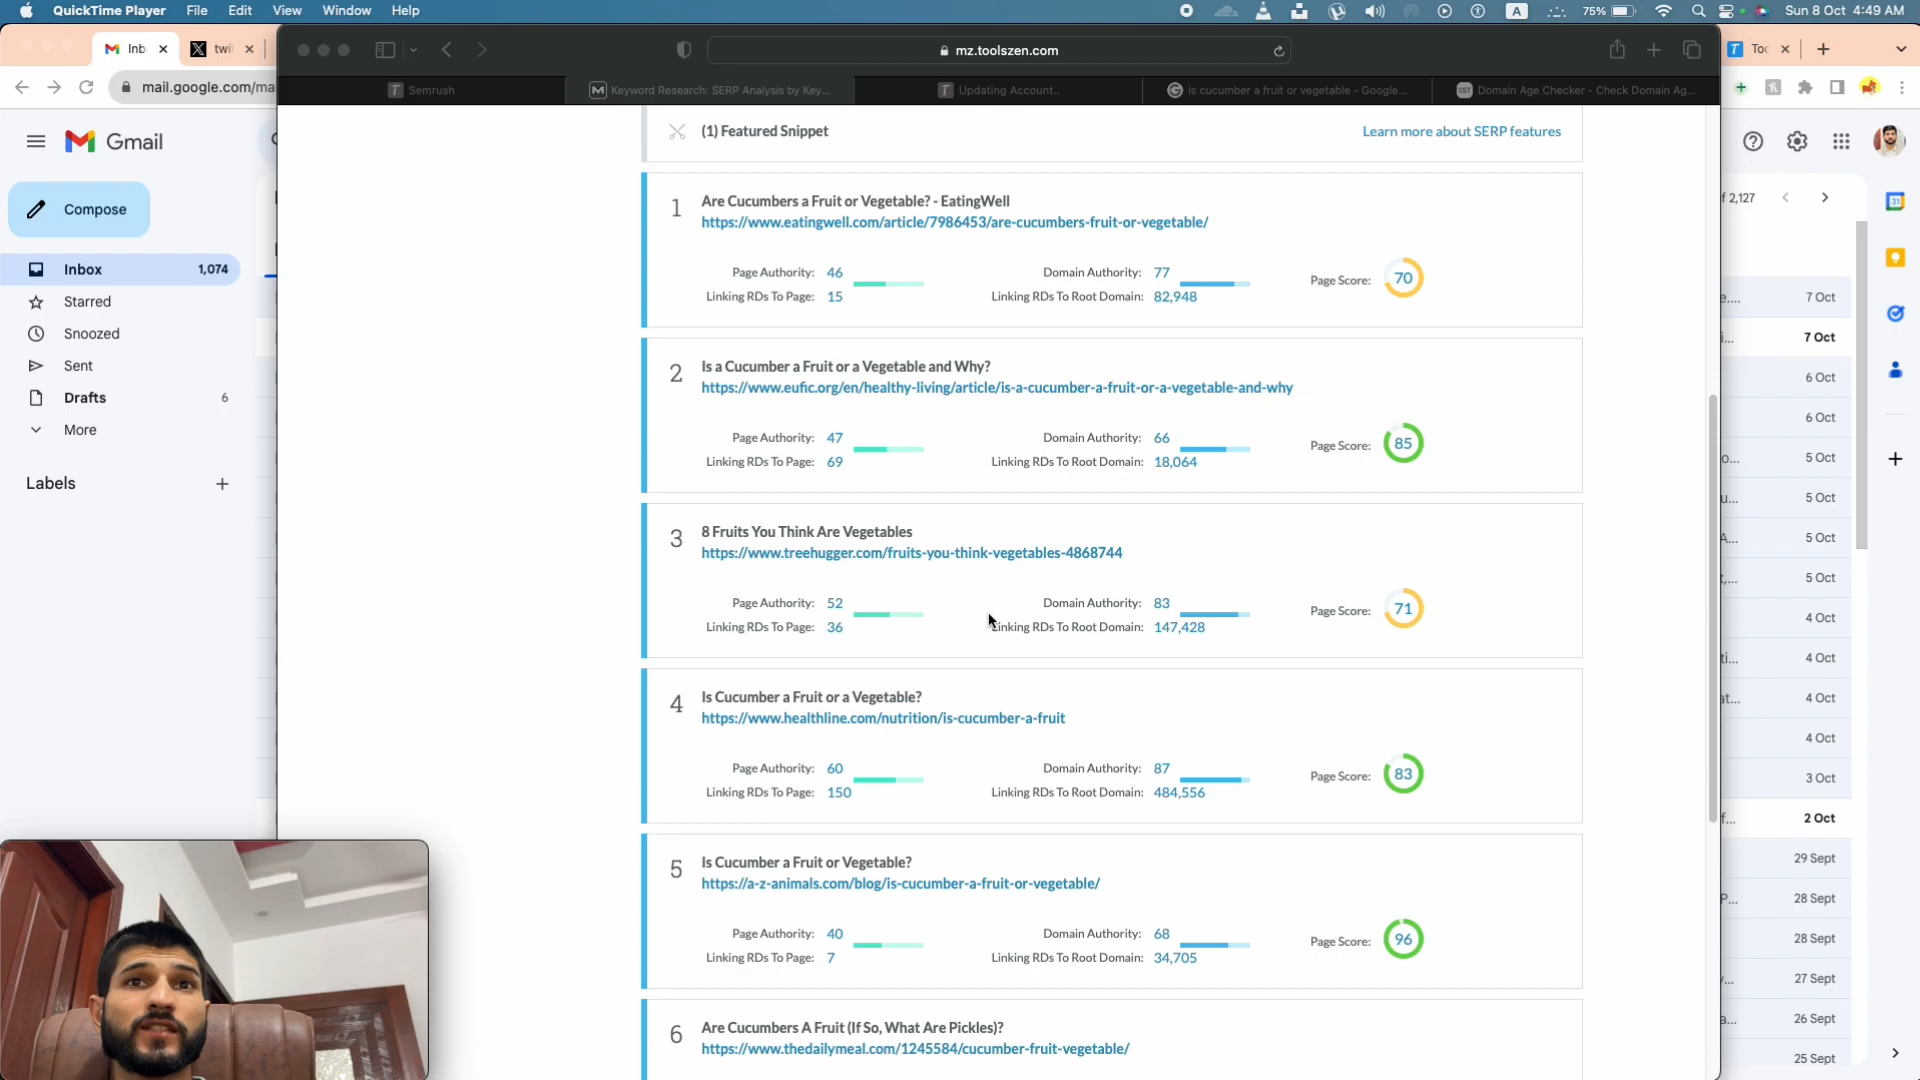 QuickTime Player File Edit View Window Help
A 75% Sun 8 Oct 4:49 AM
Inb
twi
mz.toolszen.com
mail.google.com/ma
Semrush
Keyword Research: SERP Analysis by Key...
Updating Account..
is cucumber a fruit or vegetable - Google...
Domain Age Checker - Check Domain Ag...
Gmail
Compose
Inbox 1,074
Starred
Snoozed
Sent
Drafts 6
More
Labels
(1) Featured Snippet
Learn more about SERP features
1
Are Cucumbers a Fruit or Vegetable? - EatingWell
https://www.eatingwell.com/article/7986453/are-cucumbers-fruit-or-vegetable/
Page Authority: 46 Domain Authority: 77 Page Score: 70
Linking RDs To Page: 15 Linking RDs To Root Domain: 82,948
2
Is a Cucumber a Fruit or a Vegetable and Why?
https://www.eufic.org/en/healthy-living/article/is-a-cucumber-a-fruit-or-a-vegetable-and-why
Page Authority: 47 Domain Authority: 66 Page Score: 85
Linking RDs To Page: 69 Linking RDs To Root Domain: 18,064
3
8 Fruits You Think Are Vegetables
https://www.treehugger.com/fruits-you-think-vegetables-4868744
Page Authority: 52 Domain Authority: 83 Page Score: 71
Linking RDs To Page: 36 Linking RDs To Root Domain: 147,428
4
Is Cucumber a Fruit or a Vegetable?
https://www.healthline.com/nutrition/is-cucumber-a-fruit
Page Authority: 60 Domain Authority: 87 Page Score: 83
Linking RDs To Page: 150 Linking RDs To Root Domain: 484,556
5
Is Cucumber a Fruit or Vegetable?
https://a-z-animals.com/blog/is-cucumber-a-fruit-or-vegetable/
Page Authority: 40 Domain Authority: 68 Page Score: 96
Linking RDs To Page: 7 Linking RDs To Root Domain: 34,705
6
Are Cucumbers A Fruit (If So, What Are Pickles)?
https://www.thedailymeal.com/1245584/cucumber-fruit-vegetable/
2,127
7 Oct
7 Oct
6 Oct
6 Oct
5 Oct
5 Oct
5 Oct
5 Oct
4 Oct
4 Oct
4 Oct
4 Oct
3 Oct
2 Oct
29 Sept
28 Sept
28 Sept
27 Sept
26 Sept
25 Sept